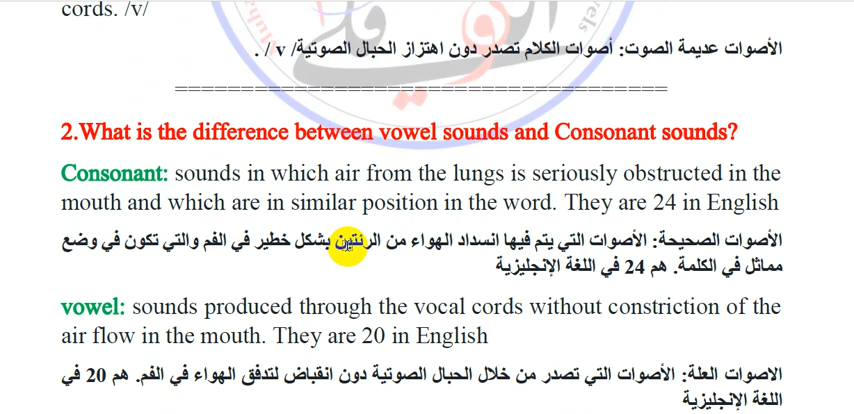 cords. /v/
الأصوات عديمة الصوت: أصوات الكلام تصدر دون اهتزاز الحبال الصوتية/ v / .
=====================================
2.What is the difference between vowel sounds and Consonant sounds?
Consonant: sounds in which air from the lungs is seriously obstructed in the
mouth and which are in similar position in the word. They are 24 in English
الأصوات الصحيحة: الأصوات التي يتم فيها انسداد الهواء من الرئتين بشكل خطير في الفم والتي تكون في وضع
مماثل في الكلمة. هم 24 في اللغة الإنجليزية
vowel: sounds produced through the vocal cords without constriction of the
air flow in the mouth. They are 20 in English
الاصوات العلة: الأصوات التي تصدر من خلال الحبال الصوتية دون انقباض لتدفق الهواء في الفم. هم 20 في
اللغة الإنجليزية